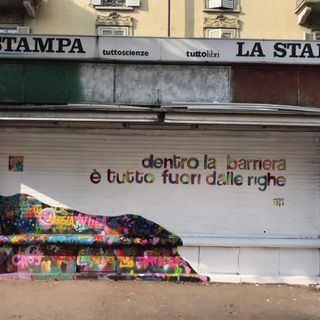 STAMPA
tuttoscienze
tuttolibri
LA STA
dentro la barriera
è tutto fuori dalle righe